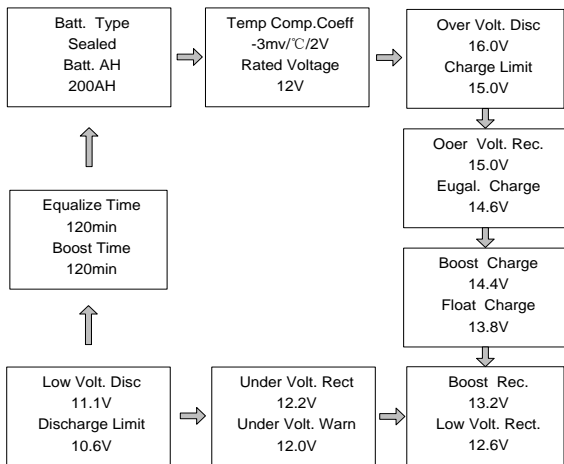 Batt. Type
Sealed
Batt. AH
200AH
Temp Comp.Coeff
-3mv/℃/2V
Rated Voltage
12V
Over Volt. Disc
16.0V
Charge Limit
15.0V
Ooer Volt. Rec.
15.0V
Eugal. Charge
14.6V
Equalize Time
120min
Boost Time
120min
Boost Charge
14.4V
Float Charge
13.8V
Low Volt. Disc
11.1V
Discharge Limit
10.6V
Under Volt. Rect
12.2V
Under Volt. Warn
12.0V
Boost Rec.
13.2V
Low Volt. Rect.
12.6V